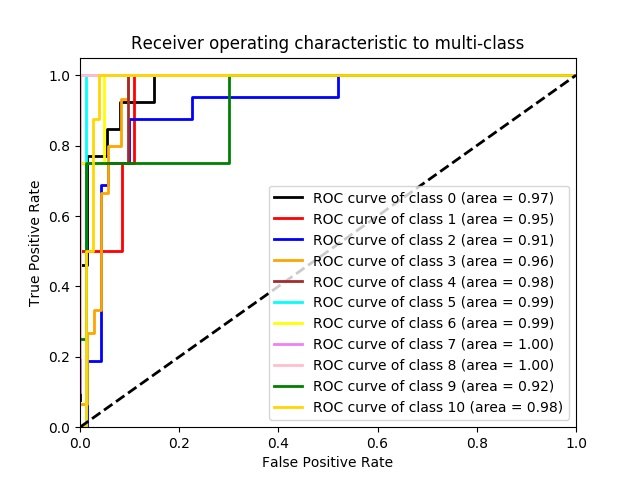 Receiver operating characteristic to multi-class
True Positive Rate
1.0
0.8
0.6
0.4
0.2
0.0
ROC curve of class 0 (area = 0.97)
ROC curve of class 1 (area = 0.95)
ROC curve of class 2 (area = 0.91)
ROC curve of class 3 (area = 0.96)
ROC curve of class 4 (area = 0.98)
ROC curve of class 5 (area = 0.99)
ROC curve of class 6 (area = 0.99)
ROC curve of class 7 (area = 1.00)
ROC curve of class 8 (area = 1.00)
ROC curve of class 9 (area = 0.92)
ROC curve of class 10 (area = 0.98)
0.0 0.2 0.4 0.6 0.8 1.0
False Positive Rate